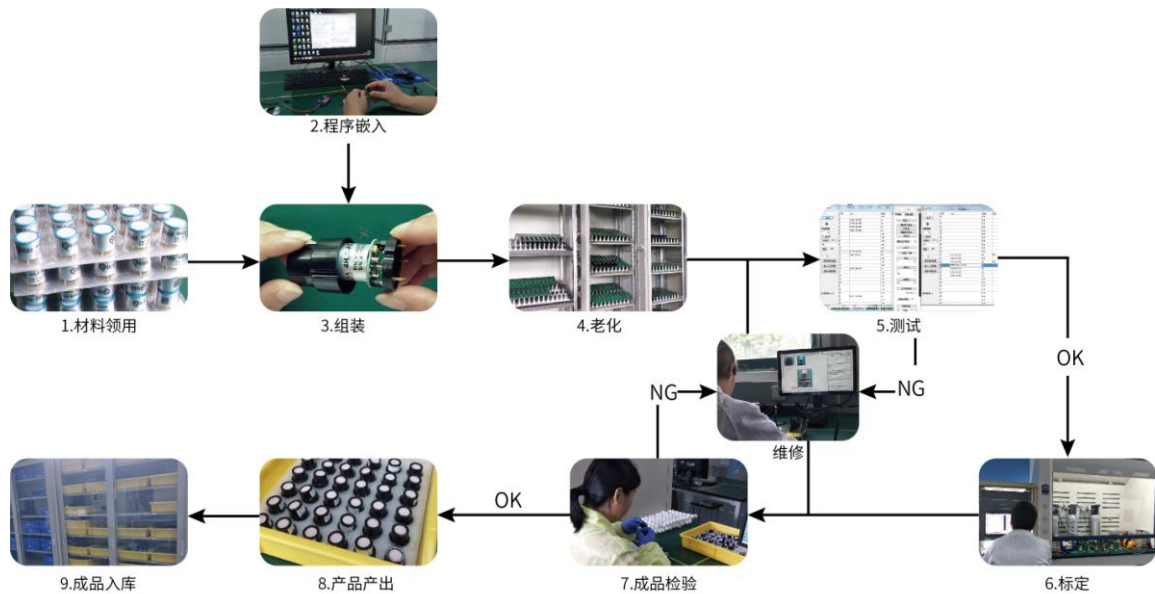 2.程序嵌入
1.材料领用
3.组装
4.老化
5.测试
OK
NG
NG
维修
OK
9.成品入库
8.产品产出
7.成品检验
6.标定